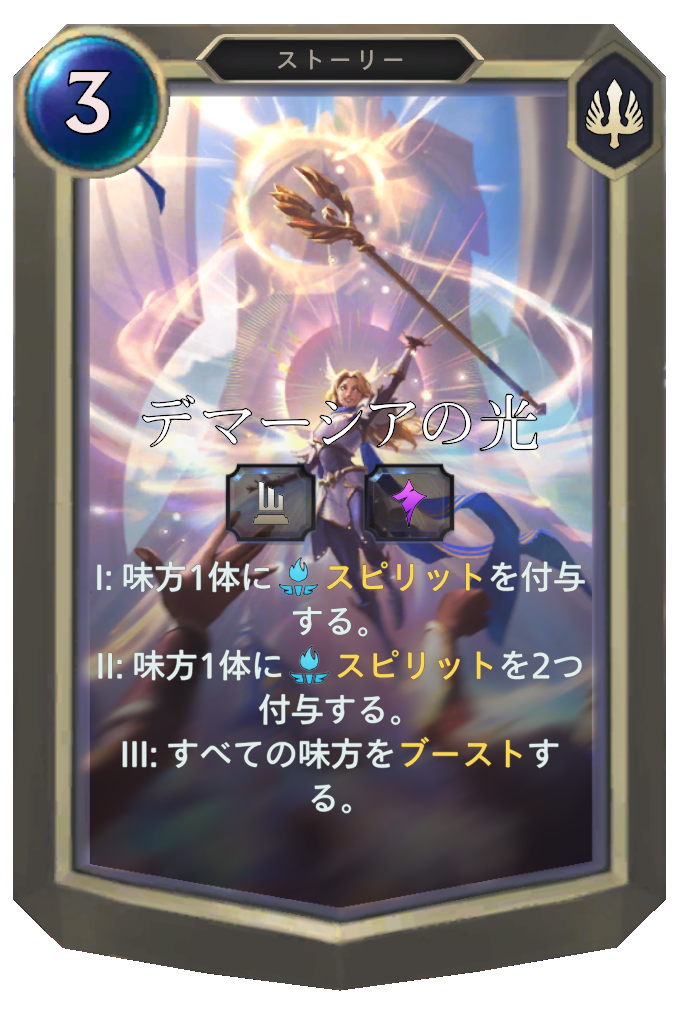 3
ストーリー
デマーシアの光
I: 味方1体にスピリットを付与
する。
II: 味方1体にスピリットを2つ
付与する。
III: すべての味方をブーストす
る。